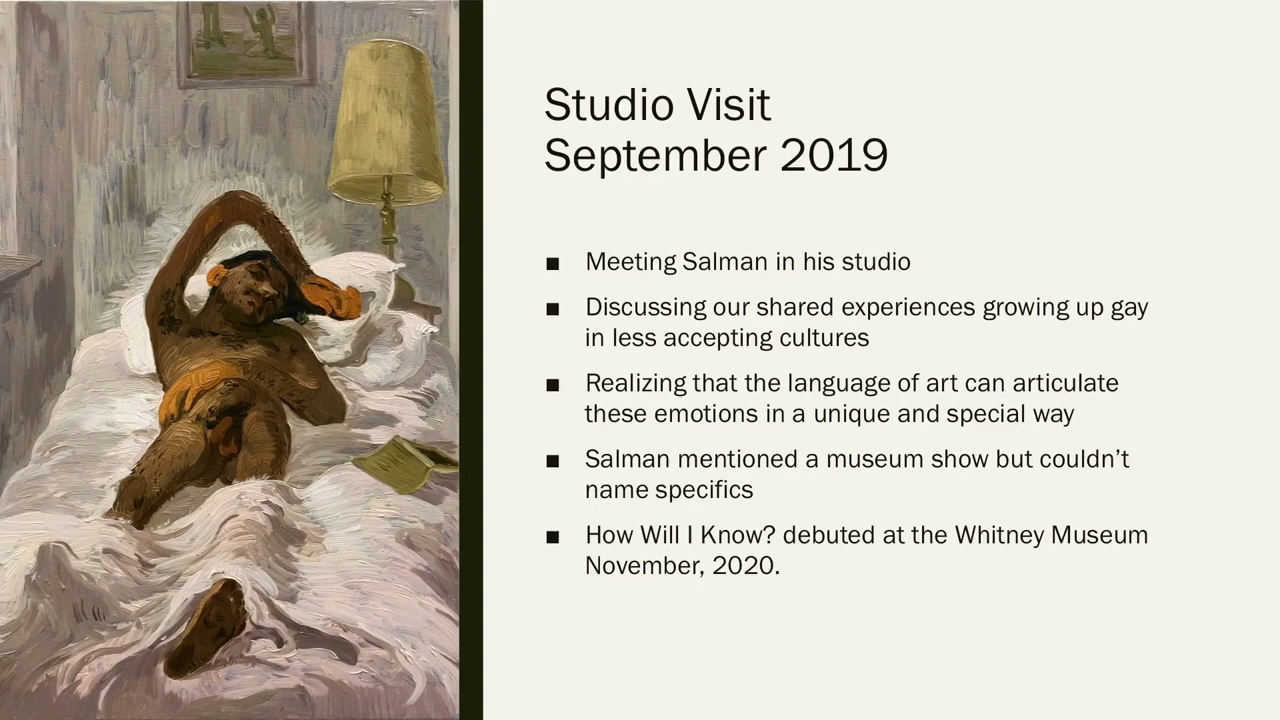 Studio Visit
September 2019
■ Meeting Salman in his studio
■ Discussing our shared experiences growing up gay
in less accepting cultures
■ Realizing that the language of art can articulate
these emotions in a unique and special way
■ Salman mentioned a museum show but couldn’t
name specifics
■ How Will I Know? debuted at the Whitney Museum
November, 2020.